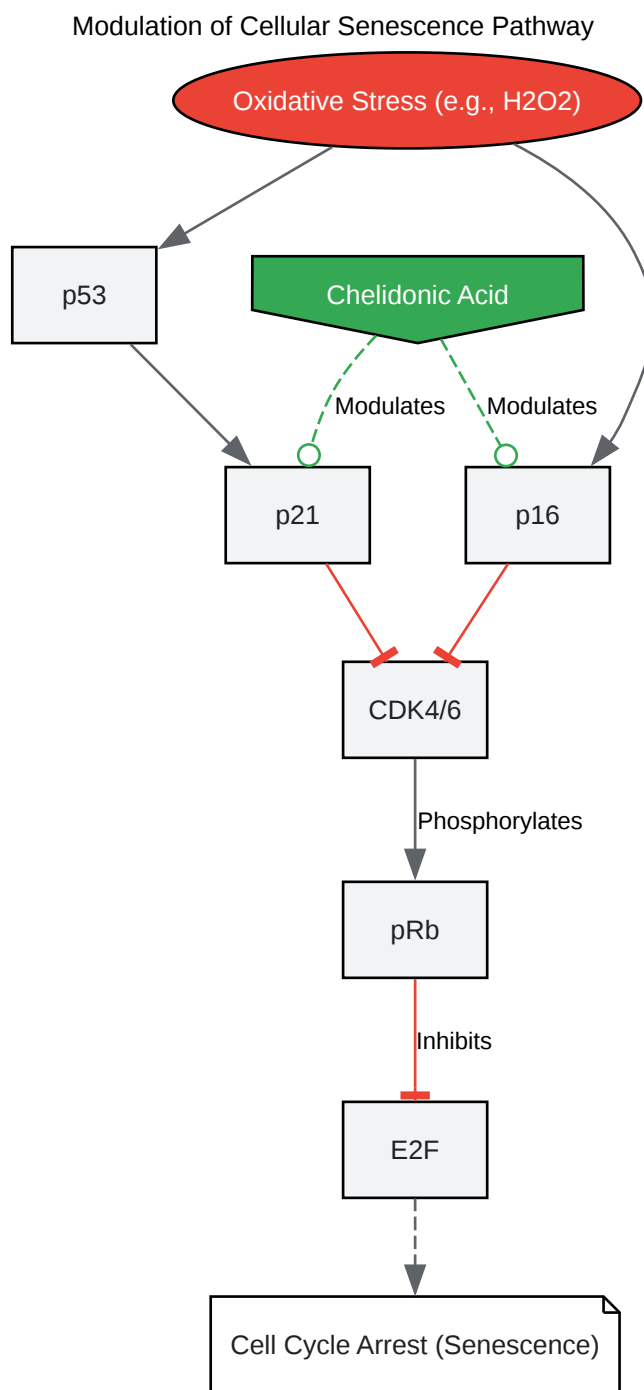 Modulation of Cellular Senescence Pathway
Oxidative Stress (e.g., H2O2)
p53
Chelidonic Acid
Modulates
Modulates
p21
p16
CDK4/6
Phosphorylates
pRb
Inhibits
E2F
Cell Cycle Arrest (Senescence)